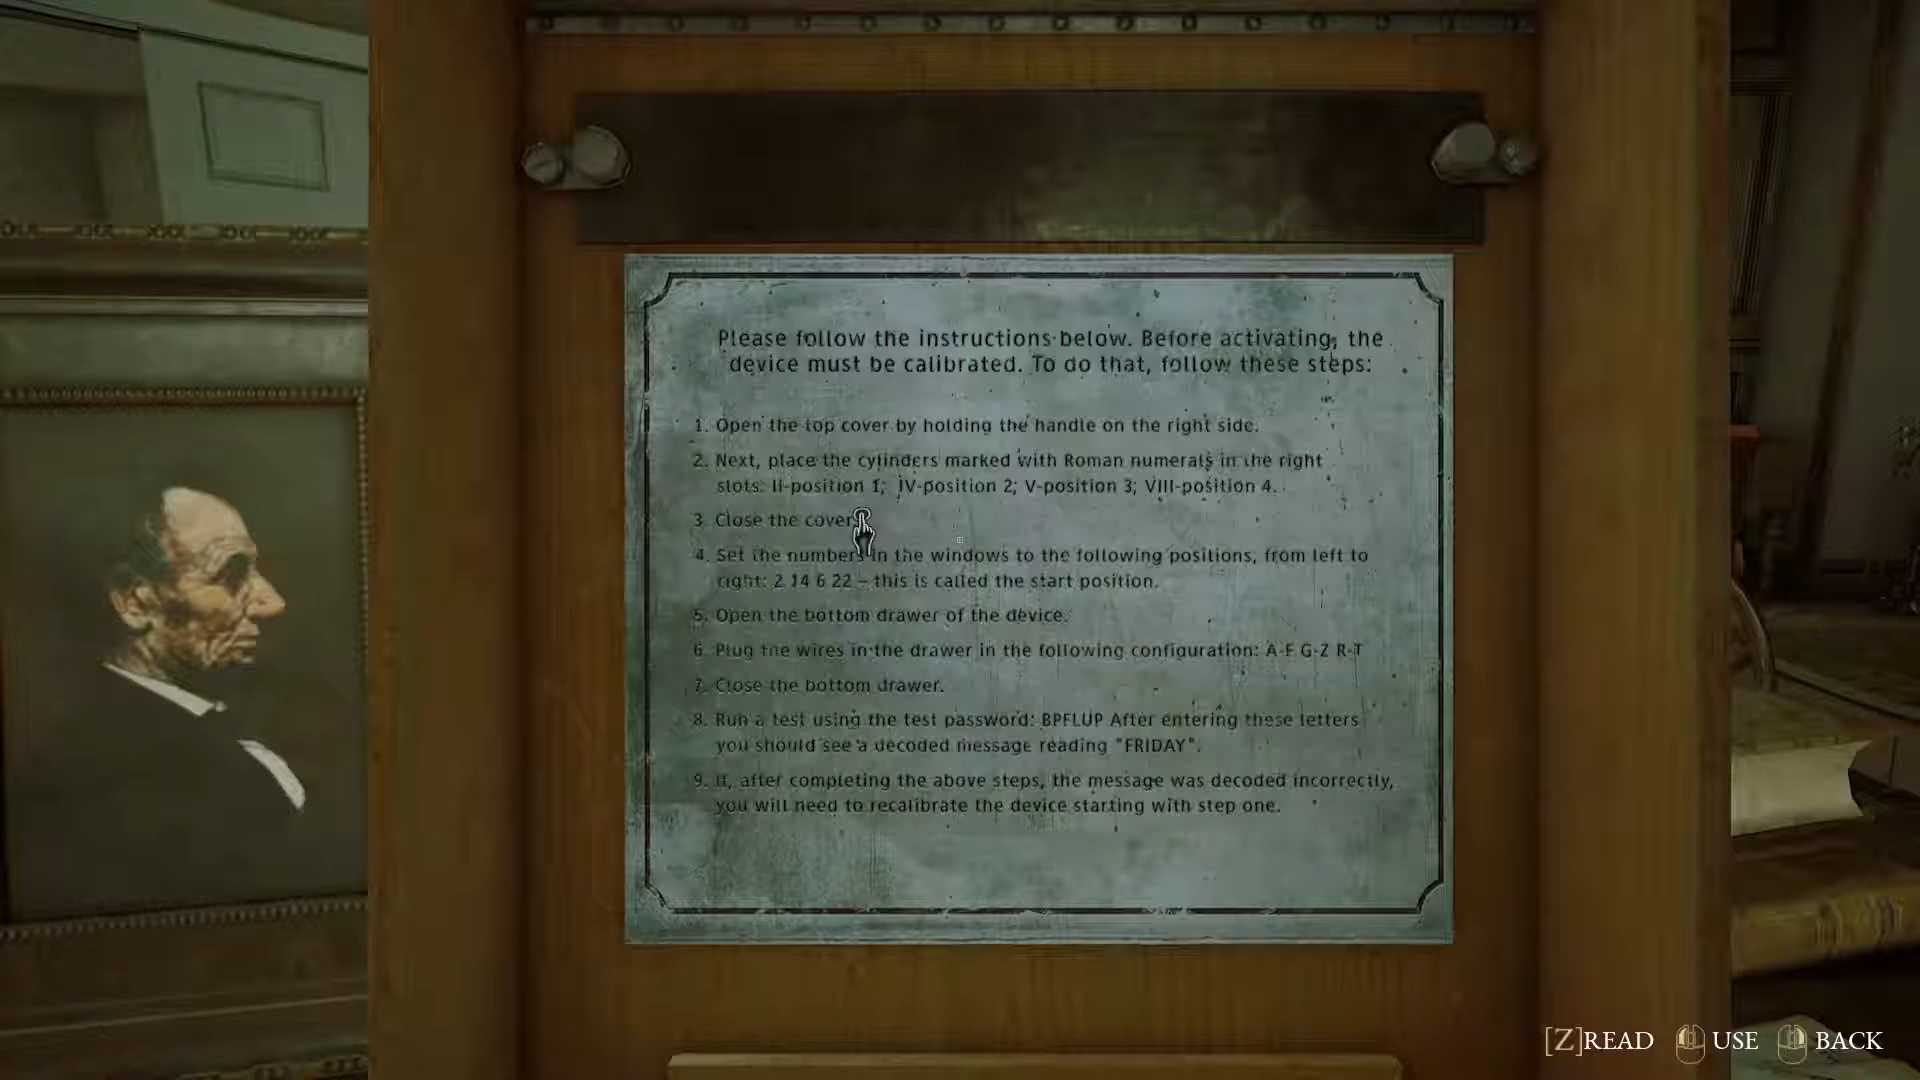 Please follow the instructions below. Before activating, the
device must be calibrated. To do that, follow these steps:
1. Open the top cover by holding the handle on the right side.
2. Next, place the cylinders marked with Roman numerals in the right
slots: II-position 1; IV-position 2; V-position 3; VIII-position 4.
3. Close the cover.
4. Set the numbers in the windows to the following positions, from left to
right: 2 14 6 22 – this is called the start position.
5. Open the bottom drawer of the device.
6. Plug the wires in the drawer in the following configuration: A-F G-Z R-T
7. Close the bottom drawer.
8. Run a test using the test password: BPFLUP After entering these letters
you should see a decoded message reading "FRIDAY".
9. If, after completing the above steps, the message was decoded incorrectly,
you will need to recalibrate the device starting with step one.
[Z]READ USE BACK